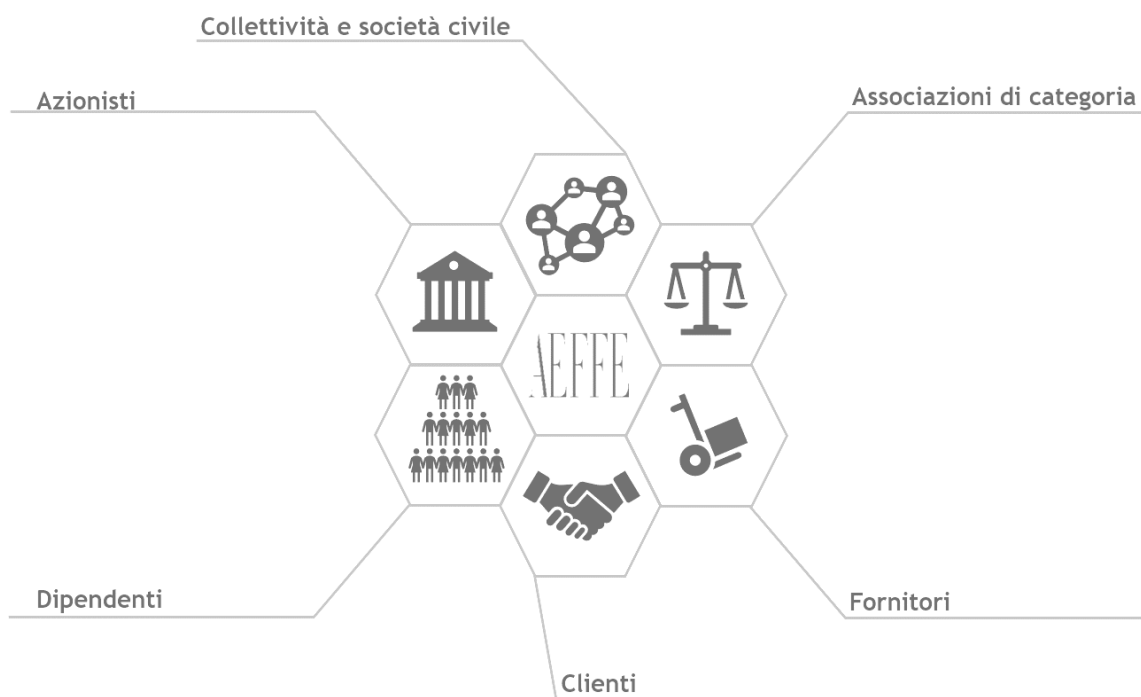 Collettività e società civile
Azionisti
Associazioni di categoria
AEFFE
Dipendenti
Fornitori
Clienti